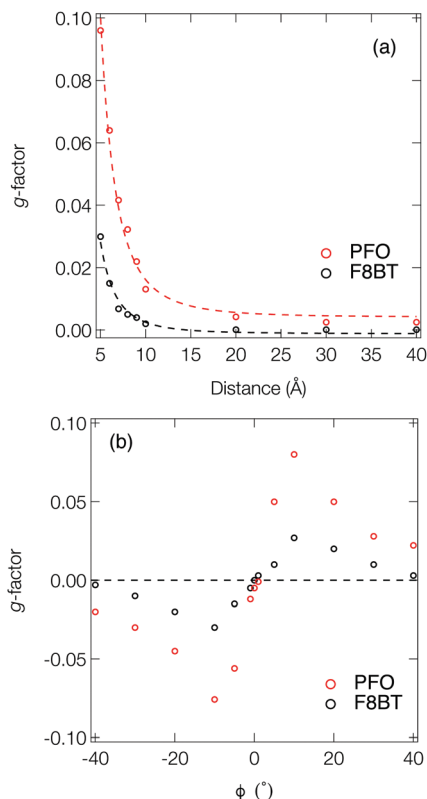 0.10
(a)
0.08
0.06
g-factor
0.04
0.02
0.00
PFO
F8BT
5
10
15
20
25
30
35
40
Distance (Å)
0.10
(b)
0.05
g-factor
0.00
-0.05
-0.10
PFO
F8BT
-40
-20
0
20
40
ϕ (°)